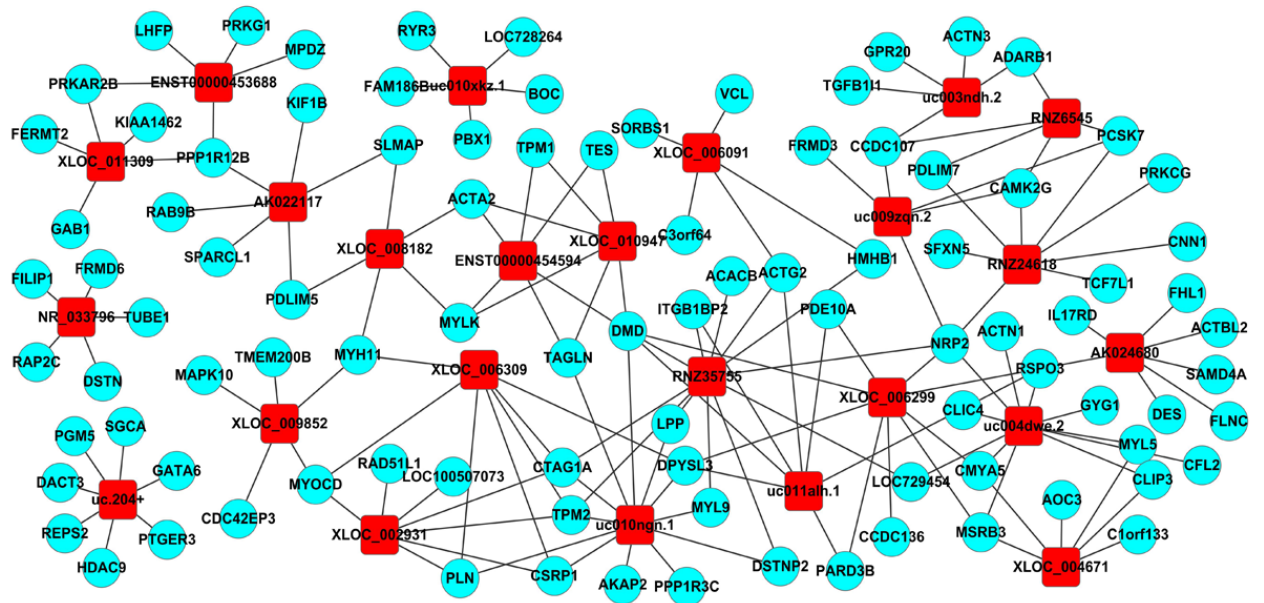 LHFP
PRKG1
MPDZ
PRKAR2B
ENST00000453688
KIF1B
FERMT2
KIAA1462
XLOC_011309
PPP1R12B
SLMAP
GAB1
RAB9B
AK022117
SPARCL1
PDLIM5
XLOC_008182
RYR3
LOC728264
FAM186B
uc010xkz.1
BOC
PBX1
TPM1
TES
ACTA2
ENST00000454594
XLOC_010947
MYLK
TAGLN
DMD
VCL
SORBS1
XLOC_006091
C3orf64
ACACB
ACTG2
HMHB1
ITGB1BP2
PDE10A
GPR20
ACTN3
ADARB1
TGFB1I1
uc003ndh.2
RNZ6545
PCSK7
FRMD3
CCDC107
PDLIM7
CAMK2G
PRKCG
uc009zqn.2
SFXN5
RNZ24618
CNN1
TCF7L1
FILIP1
FRMD6
NR_033796
TUBE1
RAP2C
DSTN
MYH11
TMEM200B
MAPK10
XLOC_009852
CDC42EP3
MYOCD
XLOC_006309
RNZ35755
XLOC_006299
NRP2
ACTN1
RSPO3
IL17RD
FHL1
ACTBL2
AK024680
SAMD4A
FLNC
DES
CLIC4
uc004dwe.2
GYG1
MYL5
CFL2
CLIP3
PGM5
SGCA
GATA6
DACT3
uc.204+
REPS2
PTGER3
HDAC9
RAD51L1
LOC100507073
XLOC_002931
PLN
CTAG1A
LPP
DPYSL3
TPM2
uc010ngn.1
MYL9
CSRP1
AKAP2
PPP1R3C
DSTNP2
uc011alh.1
PARD3B
LOC729454
CCDC136
CMYA5
MSRB3
AOC3
C1orf133
XLOC_004671